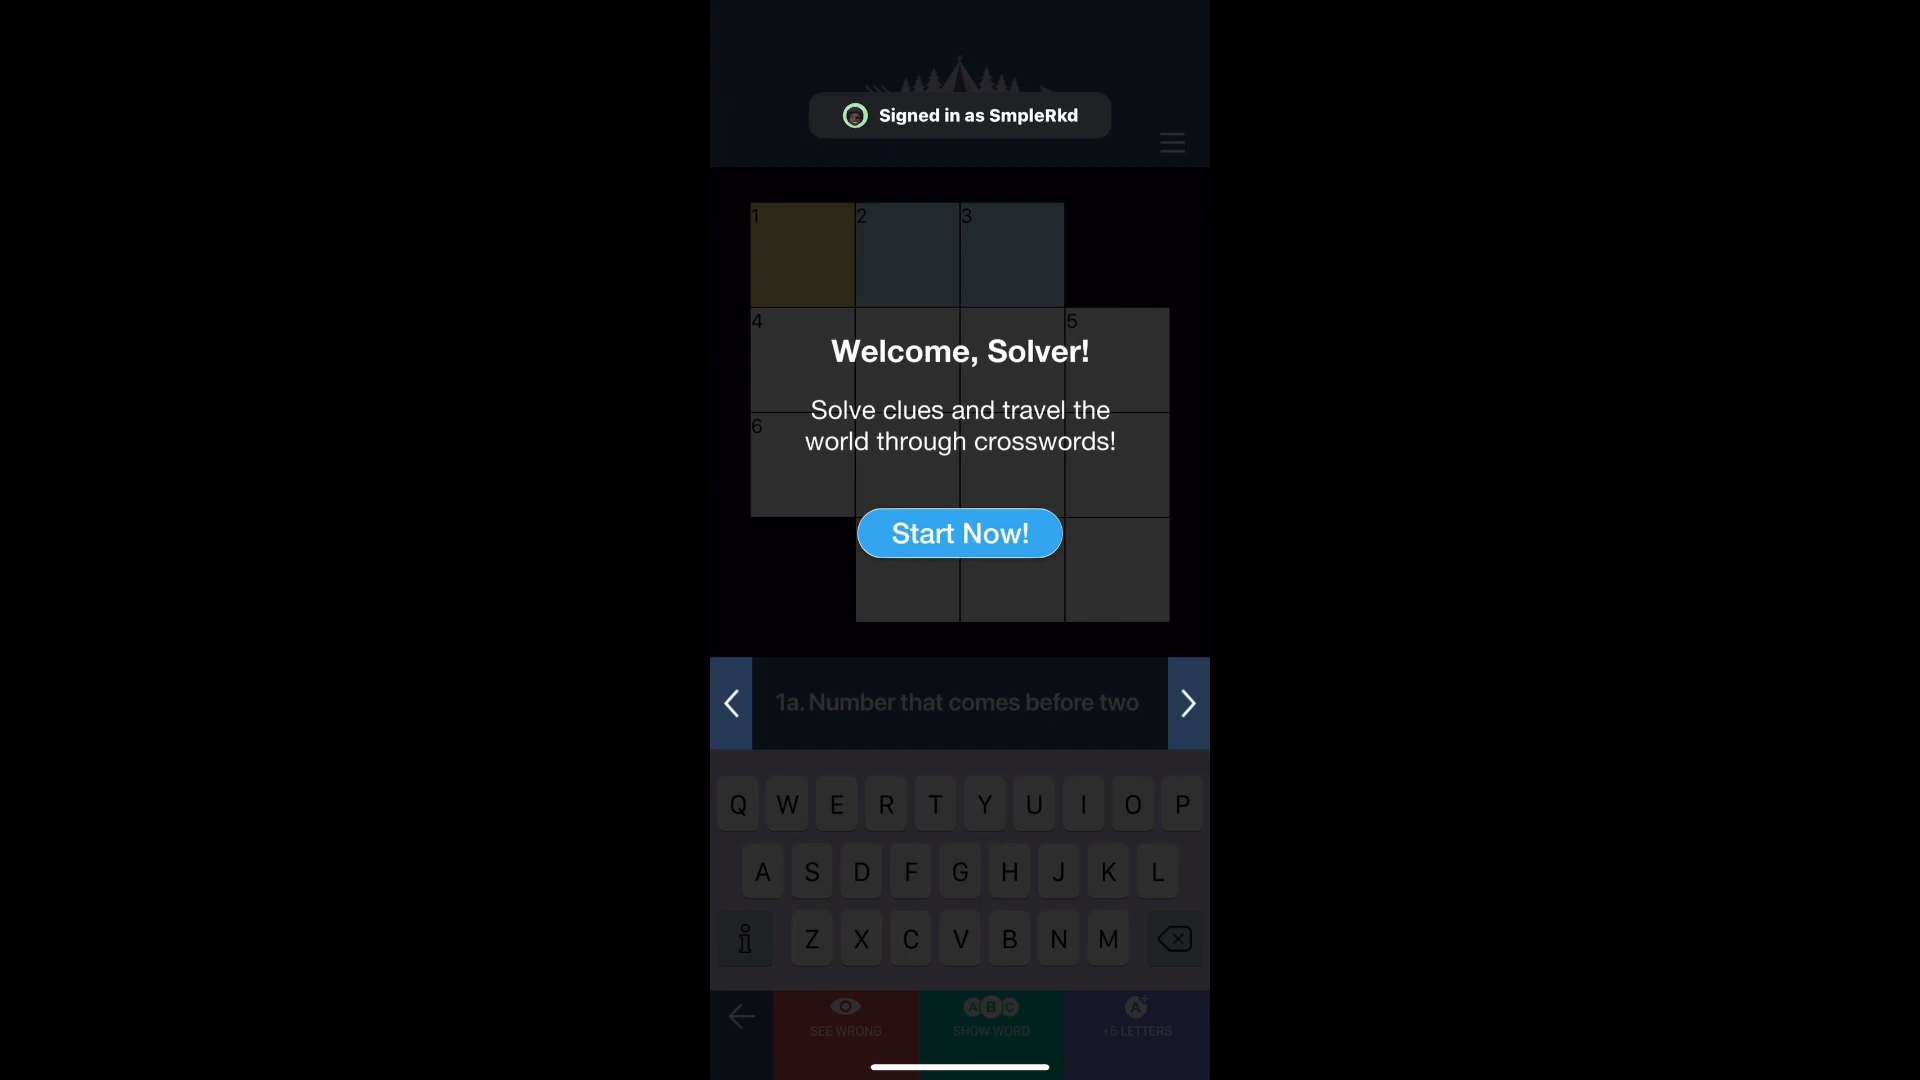 Signed in as SmpleRkd
1 2 3
4 5
Welcome, Solver!
Solve clues and travel the
world through crosswords!
6
Start Now!
1a. Number that comes before two
Q W E R T Y U I O P
A S D F G H J K L
i Z X C V B N M
A B C A+
SEE WRONG SHOW WORD +5 LETTERS